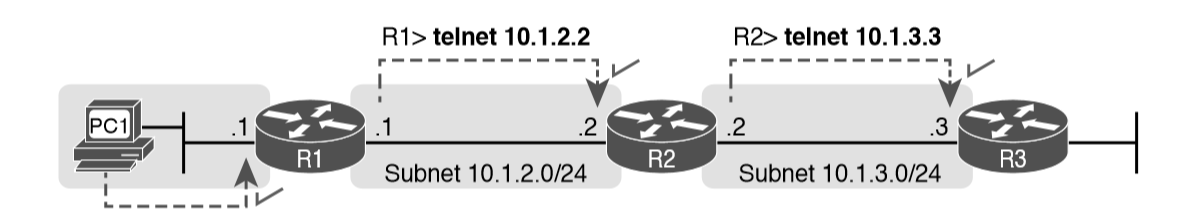 R1> telnet 10.1.2.2
R2> telnet 10.1.3.3
PC1
.1
.1
.2
.2
.3
R1
R2
R3
Subnet 10.1.2.0/24
Subnet 10.1.3.0/24